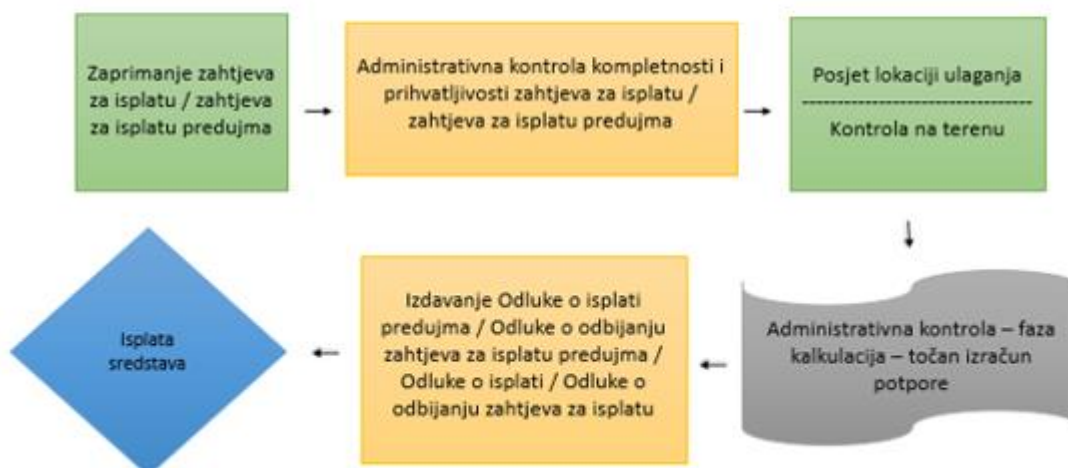 Zaprimanje zahtjeva
za isplatu / zahtjeva
za isplatu predujma
Administrativna kontrola kompletnosti i
prihvatljivosti zahtjeva za isplatu /
zahtjeva za isplatu predujma
Posjet lokaciji ulaganja
--------------------------------
Kontrola na terenu
Administrativna kontrola – faza
kalkulacija – točan izračun
potpore
Izdavanje Odluke o isplati
predujma / Odluke o odbijanju
zahtjeva za isplatu predujma /
Odluke o isplati / Odluke o
odbijanju zahtjeva za isplatu
Isplata
sredstava